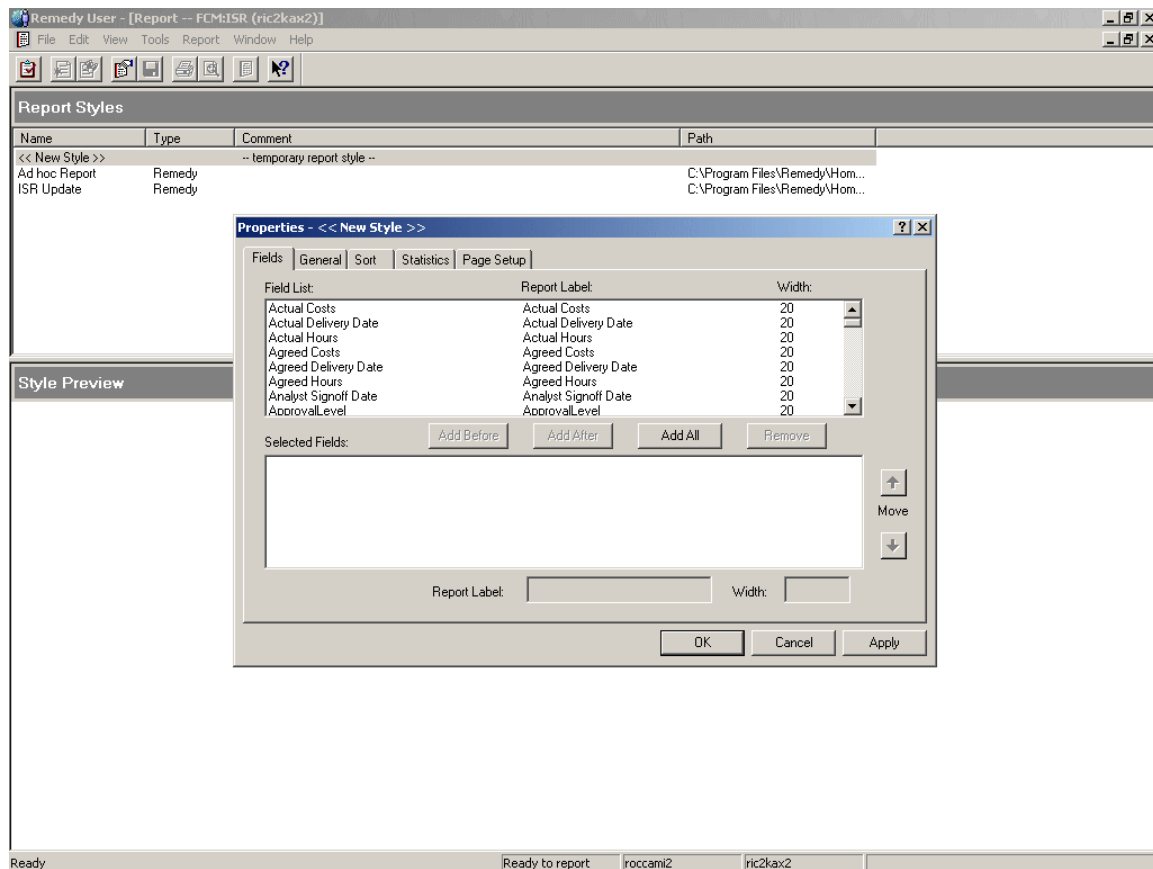 Remedy User - [Report -- FCM:ISR (ric2kax2)]
File Edit View Tools Report Window Help
Report Styles
Name Type Comment Path
<< New Style >> -- temporary report style --
Ad hoc Report Remedy C:\Program Files\Remedy\Hom...
ISR Update Remedy C:\Program Files\Remedy\Hom...
Properties - << New Style >>
Fields General Sort Statistics Page Setup
Field List: Report Label: Width:
Actual Costs Actual Costs 20
Actual Delivery Date Actual Delivery Date 20
Actual Hours Actual Hours 20
Agreed Costs Agreed Costs 20
Agreed Delivery Date Agreed Delivery Date 20
Agreed Hours Agreed Hours 20
Analyst Signoff Date Analyst Signoff Date 20
ApprovalLevel ApprovalLevel 20
Style Preview
Selected Fields: Add Before Add After Add All Remove
Move
Report Label: Width:
OK Cancel Apply
Ready Ready to report roccami2 ric2kax2